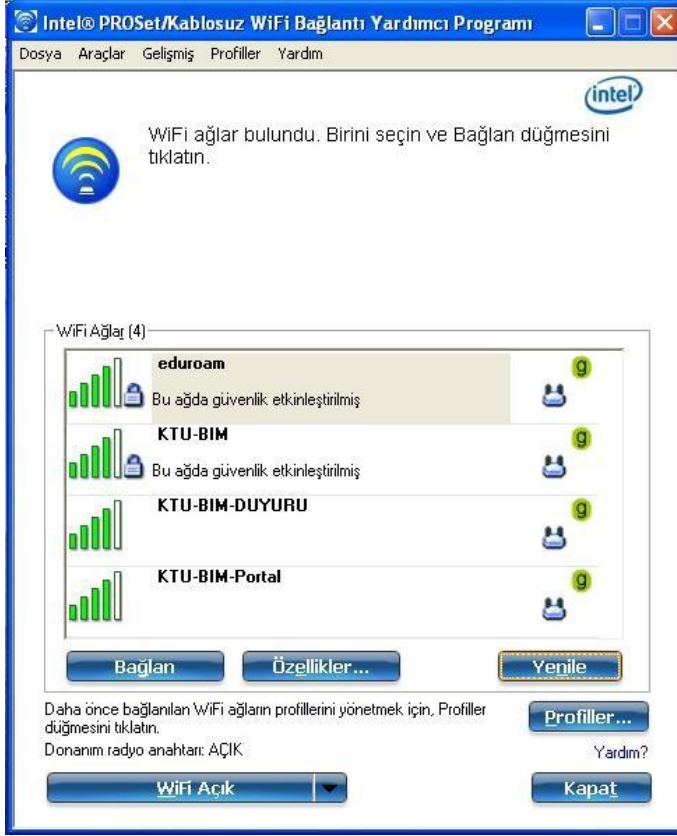 Intel® PROSet/Kablosuz WiFi Bağlantı Yardımcı Programı
Dosya Araçlar Gelişmiş Profiller Yardım
intel
WiFi ağlar bulundu. Birini seçin ve Bağlan düğmesini
tıklatın.
WiFi Ağlar (4)
eduroam
g
Bu ağda güvenlik etkinleştirilmiş
KTU-BIM
g
Bu ağda güvenlik etkinleştirilmiş
KTU-BIM-DUYURU
g
KTU-BIM-Portal
g
Bağlan Özellikler... Yenile
Daha önce bağlanılan WiFi ağların profillerini yönetmek için, Profiller
düğmesini tıklatın.
Profiller...
Donanım radyo anahtarı: AÇIK
Yardım?
WiFi Açık Kapat